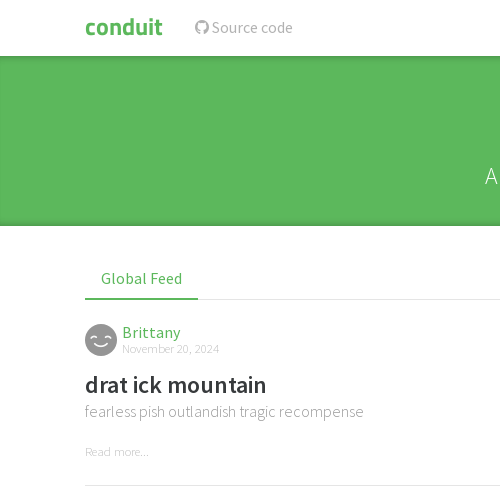 conduit
Source code
A
Global Feed
Brittany
November 20, 2024
drat ick mountain
fearless pish outlandish tragic recompense
Read more...